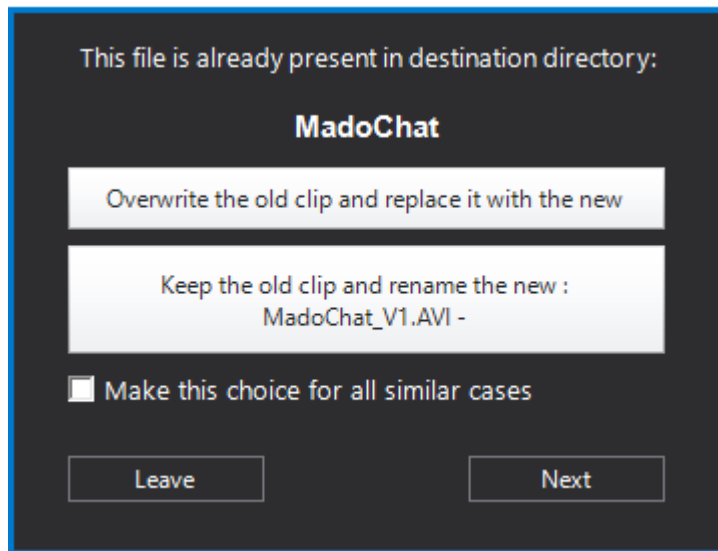 This file is already present in destination directory:
MadoChat
Overwrite the old clip and replace it with the new
Keep the old clip and rename the new :
MadoChat_V1.AVI -
Make this choice for all similar cases
Leave
Next